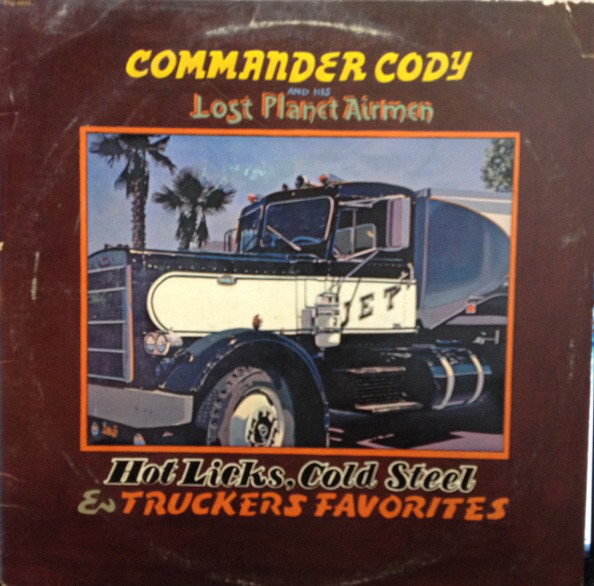 COMMANDER CODY
AND HIS
Lost Planet Airmen
JET
Hot Licks, Cold Steel
& TRUCKERS FAVORITES